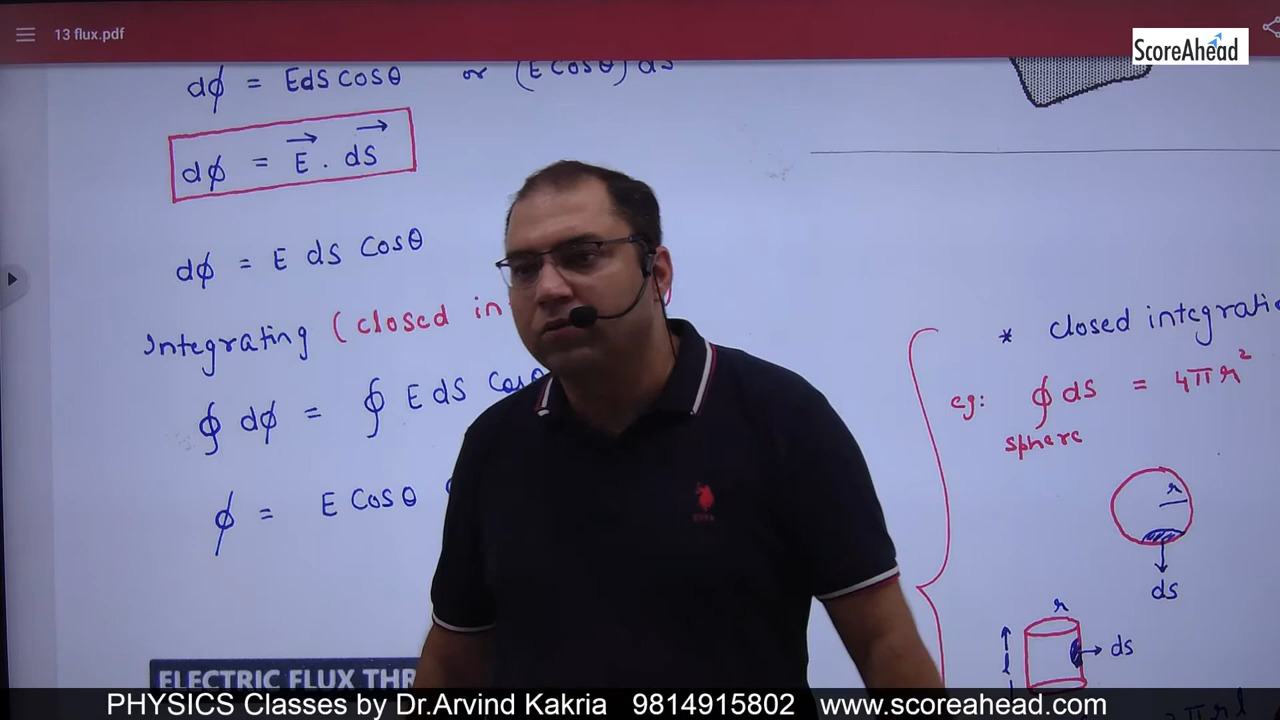 13 flux.pdf
ScoreAhead
dϕ = Eds cosθ or (E cosθ) ds
dϕ = E⃗ . ds⃗
dϕ = E ds Cosθ
Integrating (closed in
∮ dϕ = ∮ E ds Cosθ
ϕ = E Cosθ
* closed integratio
eg: ∮ ds = 4πr²
sphere
r
ds
r
l
ds
ELECTRIC FLUX THR
PHYSICS Classes by Dr.Arvind Kakria 9814915802 www.scoreahead.com